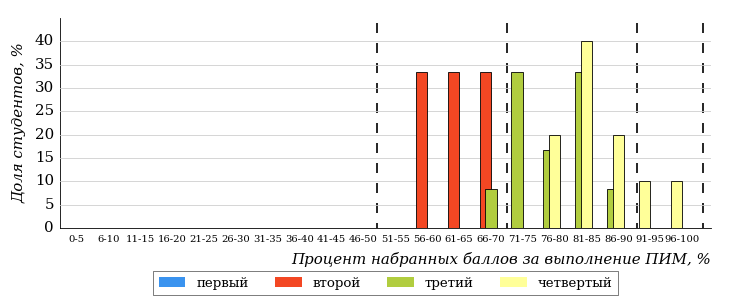 Доля студентов, %
40
35
30
25
20
15
10
5
0
0-5 6-10 11-15 16-20 21-25 26-30 31-35 36-40 41-45 46-50 51-55 56-60 61-65 66-70 71-75 76-80 81-85 86-90 91-95 96-100
Процент набранных баллов за выполнение ПИМ, %
первый второй третий четвертый